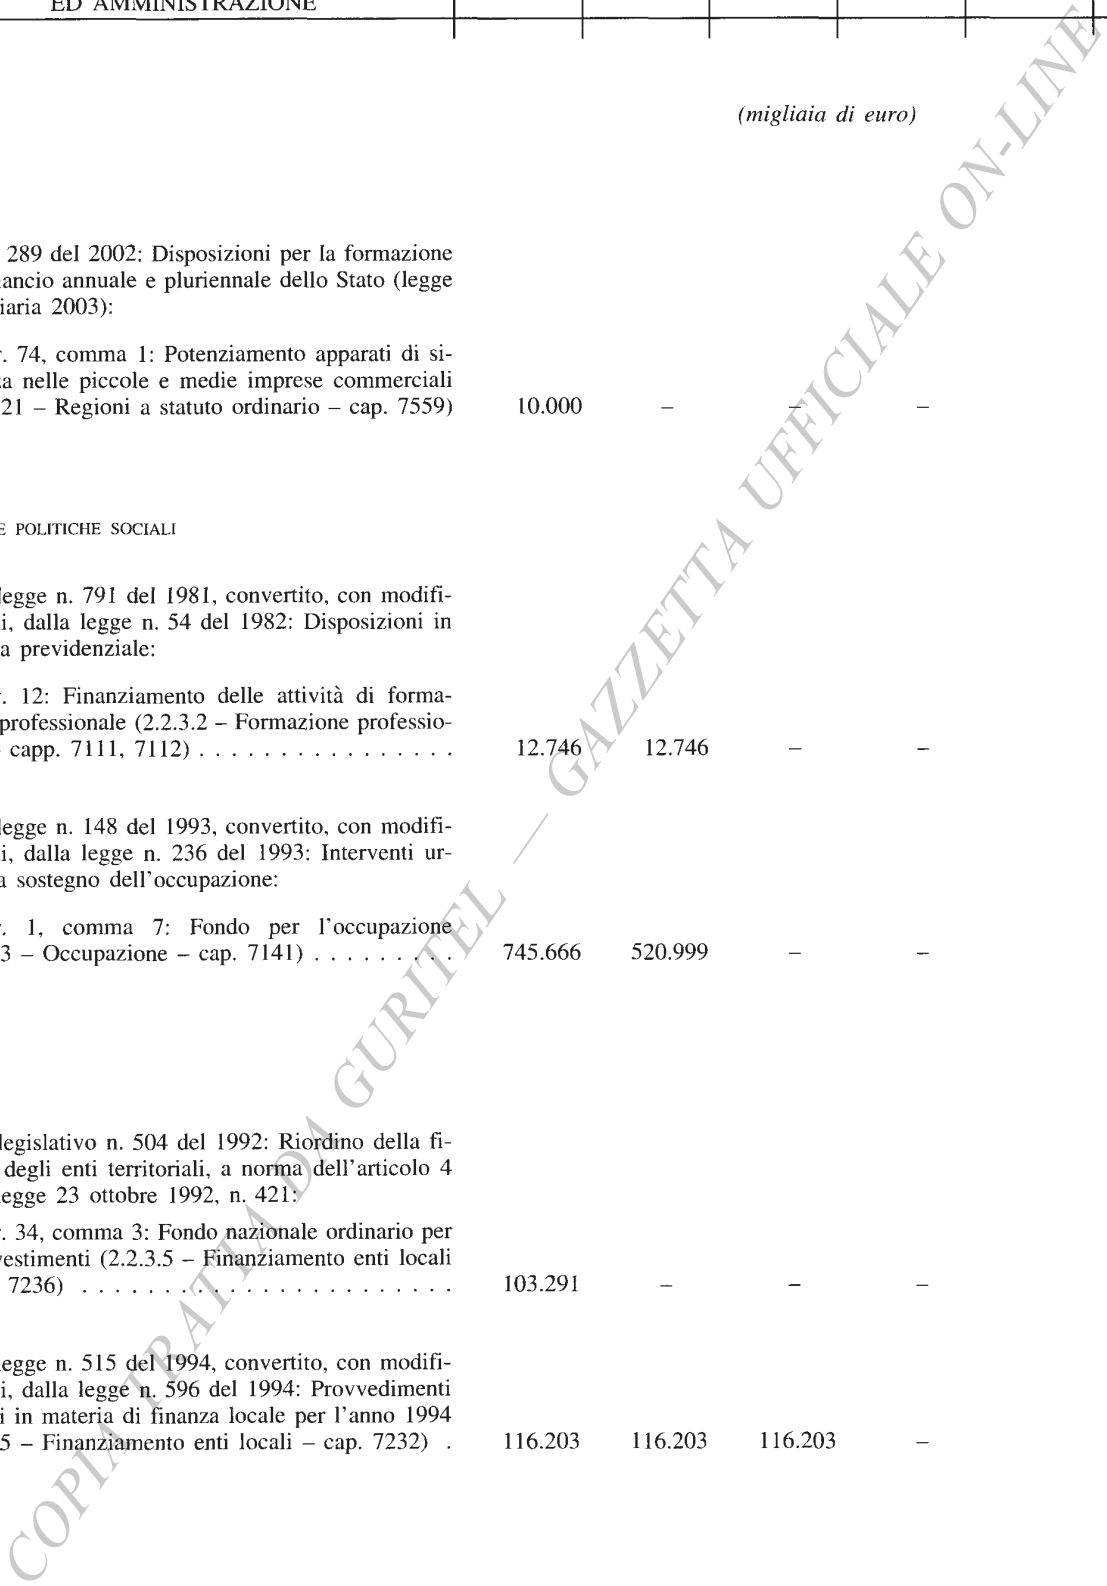 ED AMMINISTRAZIONE
(migliaia di euro)
289 del 2002: Disposizioni per la formazione
ancio annuale e pluriennale dello Stato (legge
iaria 2003):
. 74, comma 1: Potenziamento apparati di si-
a nelle piccole e medie imprese commerciali
21 – Regioni a statuto ordinario – cap. 7559) 10.000 – – –
E POLITICHE SOCIALI
legge n. 791 del 1981, convertito, con modifi-
i, dalla legge n. 54 del 1982: Disposizioni in
a previdenziale:
. 12: Finanziamento delle attività di forma-
professionale (2.2.3.2 – Formazione professio-
capp. 7111, 7112) . . . . . . . . . . . . . . . . 12.746 12.746 – –
legge n. 148 del 1993, convertito, con modifi-
i, dalla legge n. 236 del 1993: Interventi ur-
a sostegno dell'occupazione:
. 1, comma 7: Fondo per l'occupazione
3 – Occupazione – cap. 7141) . . . . . . . . . 745.666 520.999 – –
legislativo n. 504 del 1992: Riordino della fi-
degli enti territoriali, a norma dell'articolo 4
legge 23 ottobre 1992, n. 421:
. 34, comma 3: Fondo nazionale ordinario per
vestimenti (2.2.3.5 – Finanziamento enti locali
7236) . . . . . . . . . . . . . . . . . . . . . . . 103.291 – – –
legge n. 515 del 1994, convertito, con modifi-
i, dalla legge n. 596 del 1994: Provvedimenti
i in materia di finanza locale per l'anno 1994
5 – Finanziamento enti locali – cap. 7232) . 116.203 116.203 116.203 –
COPIA TRATTA DA GURITEL — GAZZETTA UFFICIALE ON-LINE